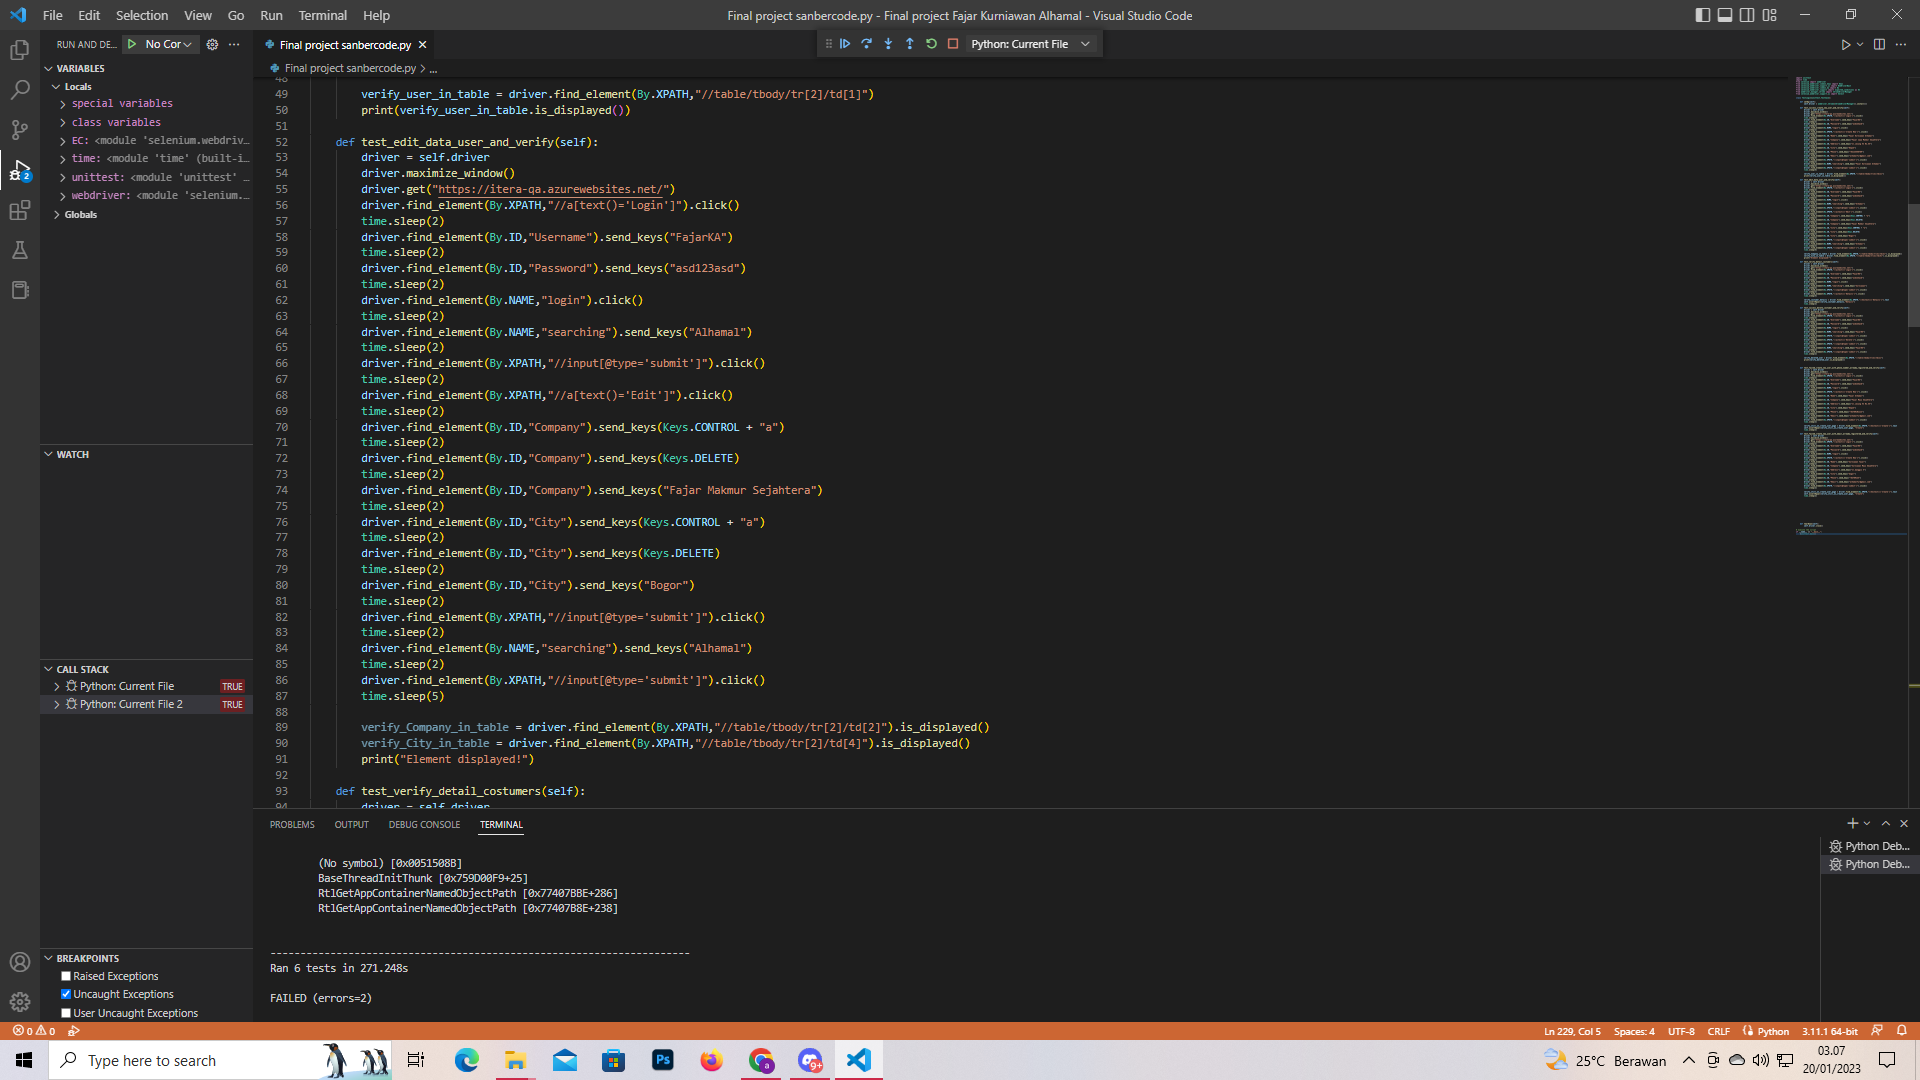 File Edit Selection View Go Run Terminal Help
Final project sanbercode.py - Final project Fajar Kurniawan Alhamal - Visual Studio Code
RUN AND DE... No Cor
Final project sanbercode.py
Python: Current File
Final project sanbercode.py > ...
VARIABLES
Locals
special variables
class variables
EC: <module 'selenium.webdriv...
time: <module 'time' (built-i...
unittest: <module 'unittest' ...
webdriver: <module 'selenium....
Globals
WATCH
CALL STACK
Python: Current File TRUE
Python: Current File 2 TRUE
BREAKPOINTS
Raised Exceptions
Uncaught Exceptions
User Uncaught Exceptions
48
49 verify_user_in_table = driver.find_element(By.XPATH,"//table/tbody/tr[2]/td[1]")
50 print(verify_user_in_table.is_displayed())
51
52 def test_edit_data_user_and_verify(self):
53 driver = self.driver
54 driver.maximize_window()
55 driver.get("https://itera-qa.azurewebsites.net/")
56 driver.find_element(By.XPATH,"//a[text()='Login']").click()
57 time.sleep(2)
58 driver.find_element(By.ID,"Username").send_keys("FajarKA")
59 time.sleep(2)
60 driver.find_element(By.ID,"Password").send_keys("asd123asd")
61 time.sleep(2)
62 driver.find_element(By.NAME,"login").click()
63 time.sleep(2)
64 driver.find_element(By.NAME,"searching").send_keys("Alhamal")
65 time.sleep(2)
66 driver.find_element(By.XPATH,"//input[@type='submit']").click()
67 time.sleep(2)
68 driver.find_element(By.XPATH,"//a[text()='Edit']").click()
69 time.sleep(2)
70 driver.find_element(By.ID,"Company").send_keys(Keys.CONTROL + "a")
71 time.sleep(2)
72 driver.find_element(By.ID,"Company").send_keys(Keys.DELETE)
73 time.sleep(2)
74 driver.find_element(By.ID,"Company").send_keys("Fajar Makmur Sejahtera")
75 time.sleep(2)
76 driver.find_element(By.ID,"City").send_keys(Keys.CONTROL + "a")
77 time.sleep(2)
78 driver.find_element(By.ID,"City").send_keys(Keys.DELETE)
79 time.sleep(2)
80 driver.find_element(By.ID,"City").send_keys("Bogor")
81 time.sleep(2)
82 driver.find_element(By.XPATH,"//input[@type='submit']").click()
83 time.sleep(2)
84 driver.find_element(By.NAME,"searching").send_keys("Alhamal")
85 time.sleep(2)
86 driver.find_element(By.XPATH,"//input[@type='submit']").click()
87 time.sleep(5)
88
89 verify_Company_in_table = driver.find_element(By.XPATH,"//table/tbody/tr[2]/td[2]").is_displayed()
90 verify_City_in_table = driver.find_element(By.XPATH,"//table/tbody/tr[2]/td[4]").is_displayed()
91 print("Element displayed!")
92
93 def test_verify_detail_costumers(self):
94 driver = self.driver
PROBLEMS OUTPUT DEBUG CONSOLE TERMINAL
(No symbol) [0x0051508B]
BaseThreadInitThunk [0x759D00F9+25]
RtlGetAppContainerNamedObjectPath [0x77407BBE+286]
RtlGetAppContainerNamedObjectPath [0x77407B8E+238]
----------------------------------------------------------------------
Ran 6 tests in 271.248s
FAILED (errors=2)
Python Deb...
Python Deb...
0 0
Ln 229, Col 5 Spaces: 4 UTF-8 CRLF Python 3.11.1 64-bit
Type here to search
Ps
9+
25°C Berawan
03.07
20/01/2023